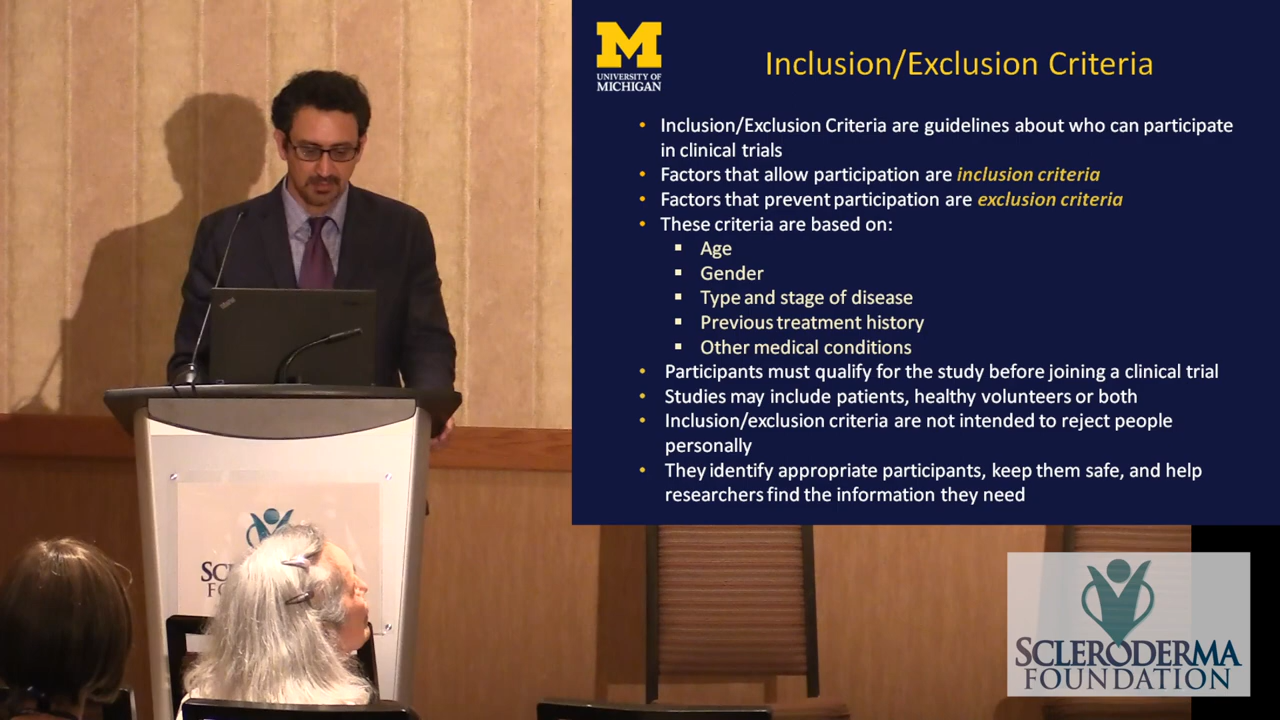 M
UNIVERSITY OF
MICHIGAN
Inclusion/Exclusion Criteria
• Inclusion/Exclusion Criteria are guidelines about who can participate
in clinical trials
• Factors that allow participation are inclusion criteria
• Factors that prevent participation are exclusion criteria
• These criteria are based on:
▪ Age
▪ Gender
▪ Type and stage of disease
▪ Previous treatment history
▪ Other medical conditions
• Participants must qualify for the study before joining a clinical trial
• Studies may include patients, healthy volunteers or both
• Inclusion/exclusion criteria are not intended to reject people
personally
• They identify appropriate participants, keep them safe, and help
researchers find the information they need
SCLERODERMA
FOUNDATION